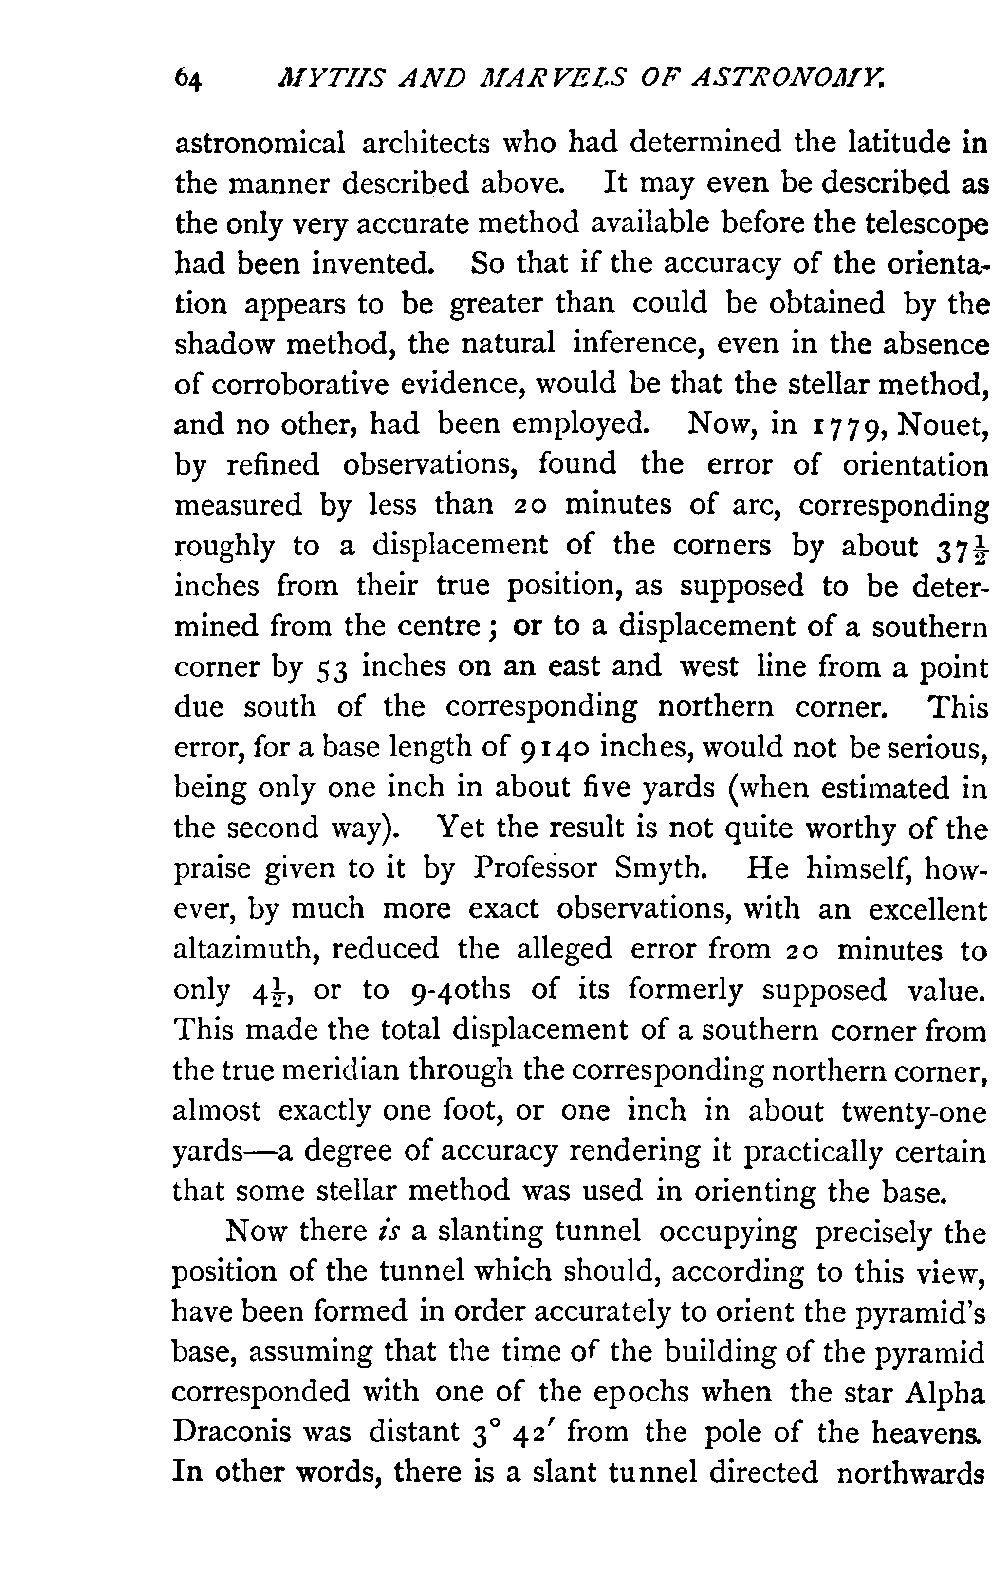 64 MYTHS AND MARVELS OF ASTRONOMY.
astronomical architects who had determined the latitude in
the manner described above. It may even be described as
the only very accurate method available before the telescope
had been invented. So that if the accuracy of the orienta-
tion appears to be greater than could be obtained by the
shadow method, the natural inference, even in the absence
of corroborative evidence, would be that the stellar method,
and no other, had been employed. Now, in 1779, Nouet,
by refined observations, found the error of orientation
measured by less than 20 minutes of arc, corresponding
roughly to a displacement of the corners by about 37½
inches from their true position, as supposed to be deter-
mined from the centre; or to a displacement of a southern
corner by 53 inches on an east and west line from a point
due south of the corresponding northern corner. This
error, for a base length of 9140 inches, would not be serious,
being only one inch in about five yards (when estimated in
the second way). Yet the result is not quite worthy of the
praise given to it by Professor Smyth. He himself, how-
ever, by much more exact observations, with an excellent
altazimuth, reduced the alleged error from 20 minutes to
only 4½, or to 9-40ths of its formerly supposed value.
This made the total displacement of a southern corner from
the true meridian through the corresponding northern corner,
almost exactly one foot, or one inch in about twenty-one
yards—a degree of accuracy rendering it practically certain
that some stellar method was used in orienting the base.
Now there is a slanting tunnel occupying precisely the
position of the tunnel which should, according to this view,
have been formed in order accurately to orient the pyramid's
base, assuming that the time of the building of the pyramid
corresponded with one of the epochs when the star Alpha
Draconis was distant 3° 42′ from the pole of the heavens.
In other words, there is a slant tunnel directed northwards